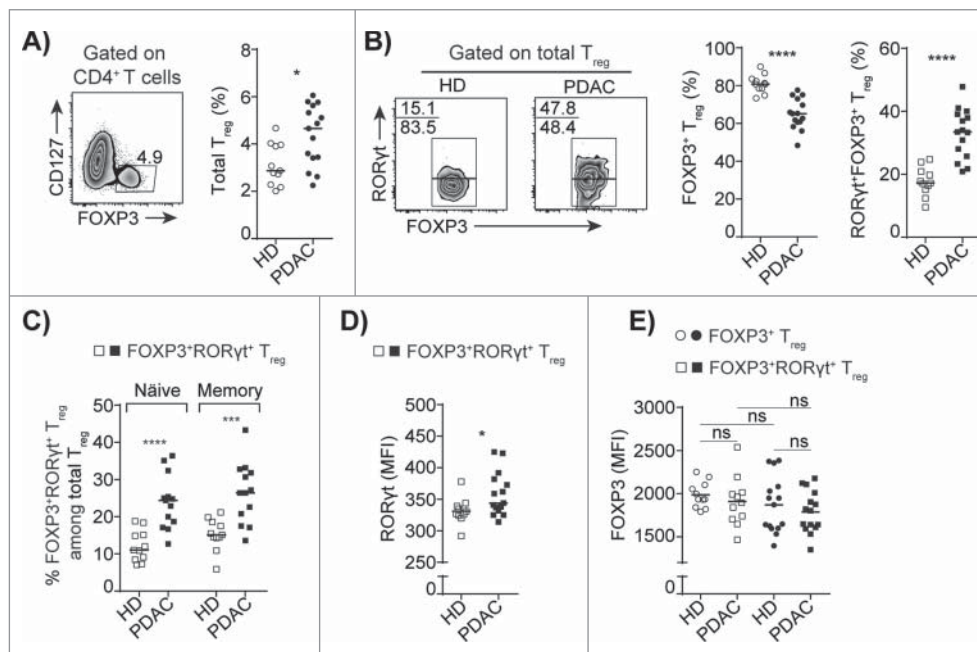 A)
Gated on
CD4⁺ T cells
CD127
4.9
FOXP3
Total Treg (%)
8
6
4
2
0
*
HD
PDAC
B)
Gated on total Treg
HD
PDAC
15.1
83.5
47.8
48.4
RORγt
FOXP3
FOXP3⁺ Treg (%)
100
80
60
40
20
0
****
HD
PDAC
RORγt⁺FOXP3⁺ Treg (%)
60
40
20
0
****
HD
PDAC
C)
FOXP3⁺RORγt⁺ Treg
Näive
Memory
% FOXP3⁺RORγt⁺ Treg
among total Treg
50
40
30
20
10
0
****
***
HD
PDAC
HD
PDAC
D)
FOXP3⁺RORγt⁺ Treg
RORγt (MFI)
450
400
350
300
250
0
*
HD
PDAC
E)
FOXP3⁺ Treg
FOXP3⁺RORγt⁺ Treg
FOXP3 (MFI)
3000
2500
2000
1500
0
ns
ns
ns
ns
HD
PDAC
HD
PDAC